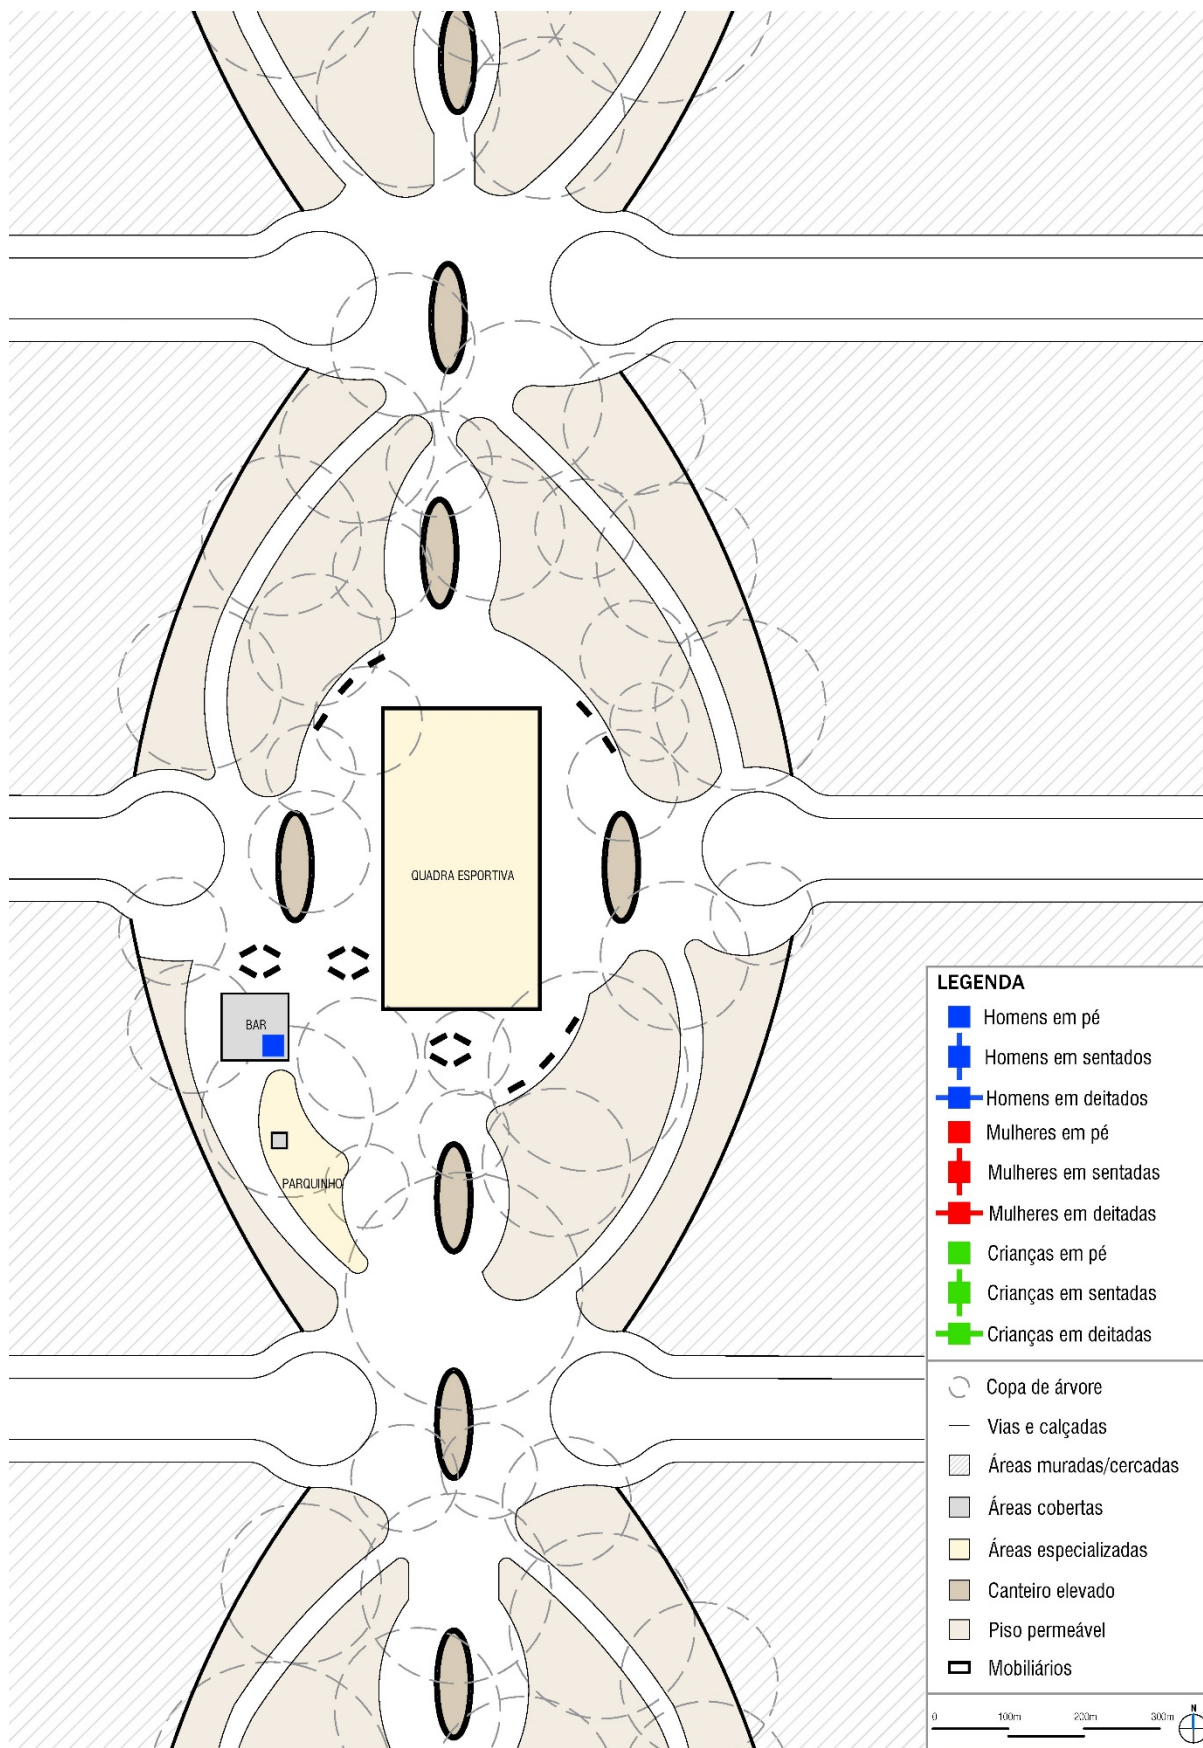 QUADRA ESPORTIVA
BAR
PARQUINHO
LEGENDA
Homens em pé
Homens em sentados
Homens em deitados
Mulheres em pé
Mulheres em sentadas
Mulheres em deitadas
Crianças em pé
Crianças em sentadas
Crianças em deitadas
Copa de árvore
Vias e calçadas
Áreas muradas/cercadas
Áreas cobertas
Áreas especializadas
Canteiro elevado
Piso permeável
Mobiliários
0 100m 200m 300m N